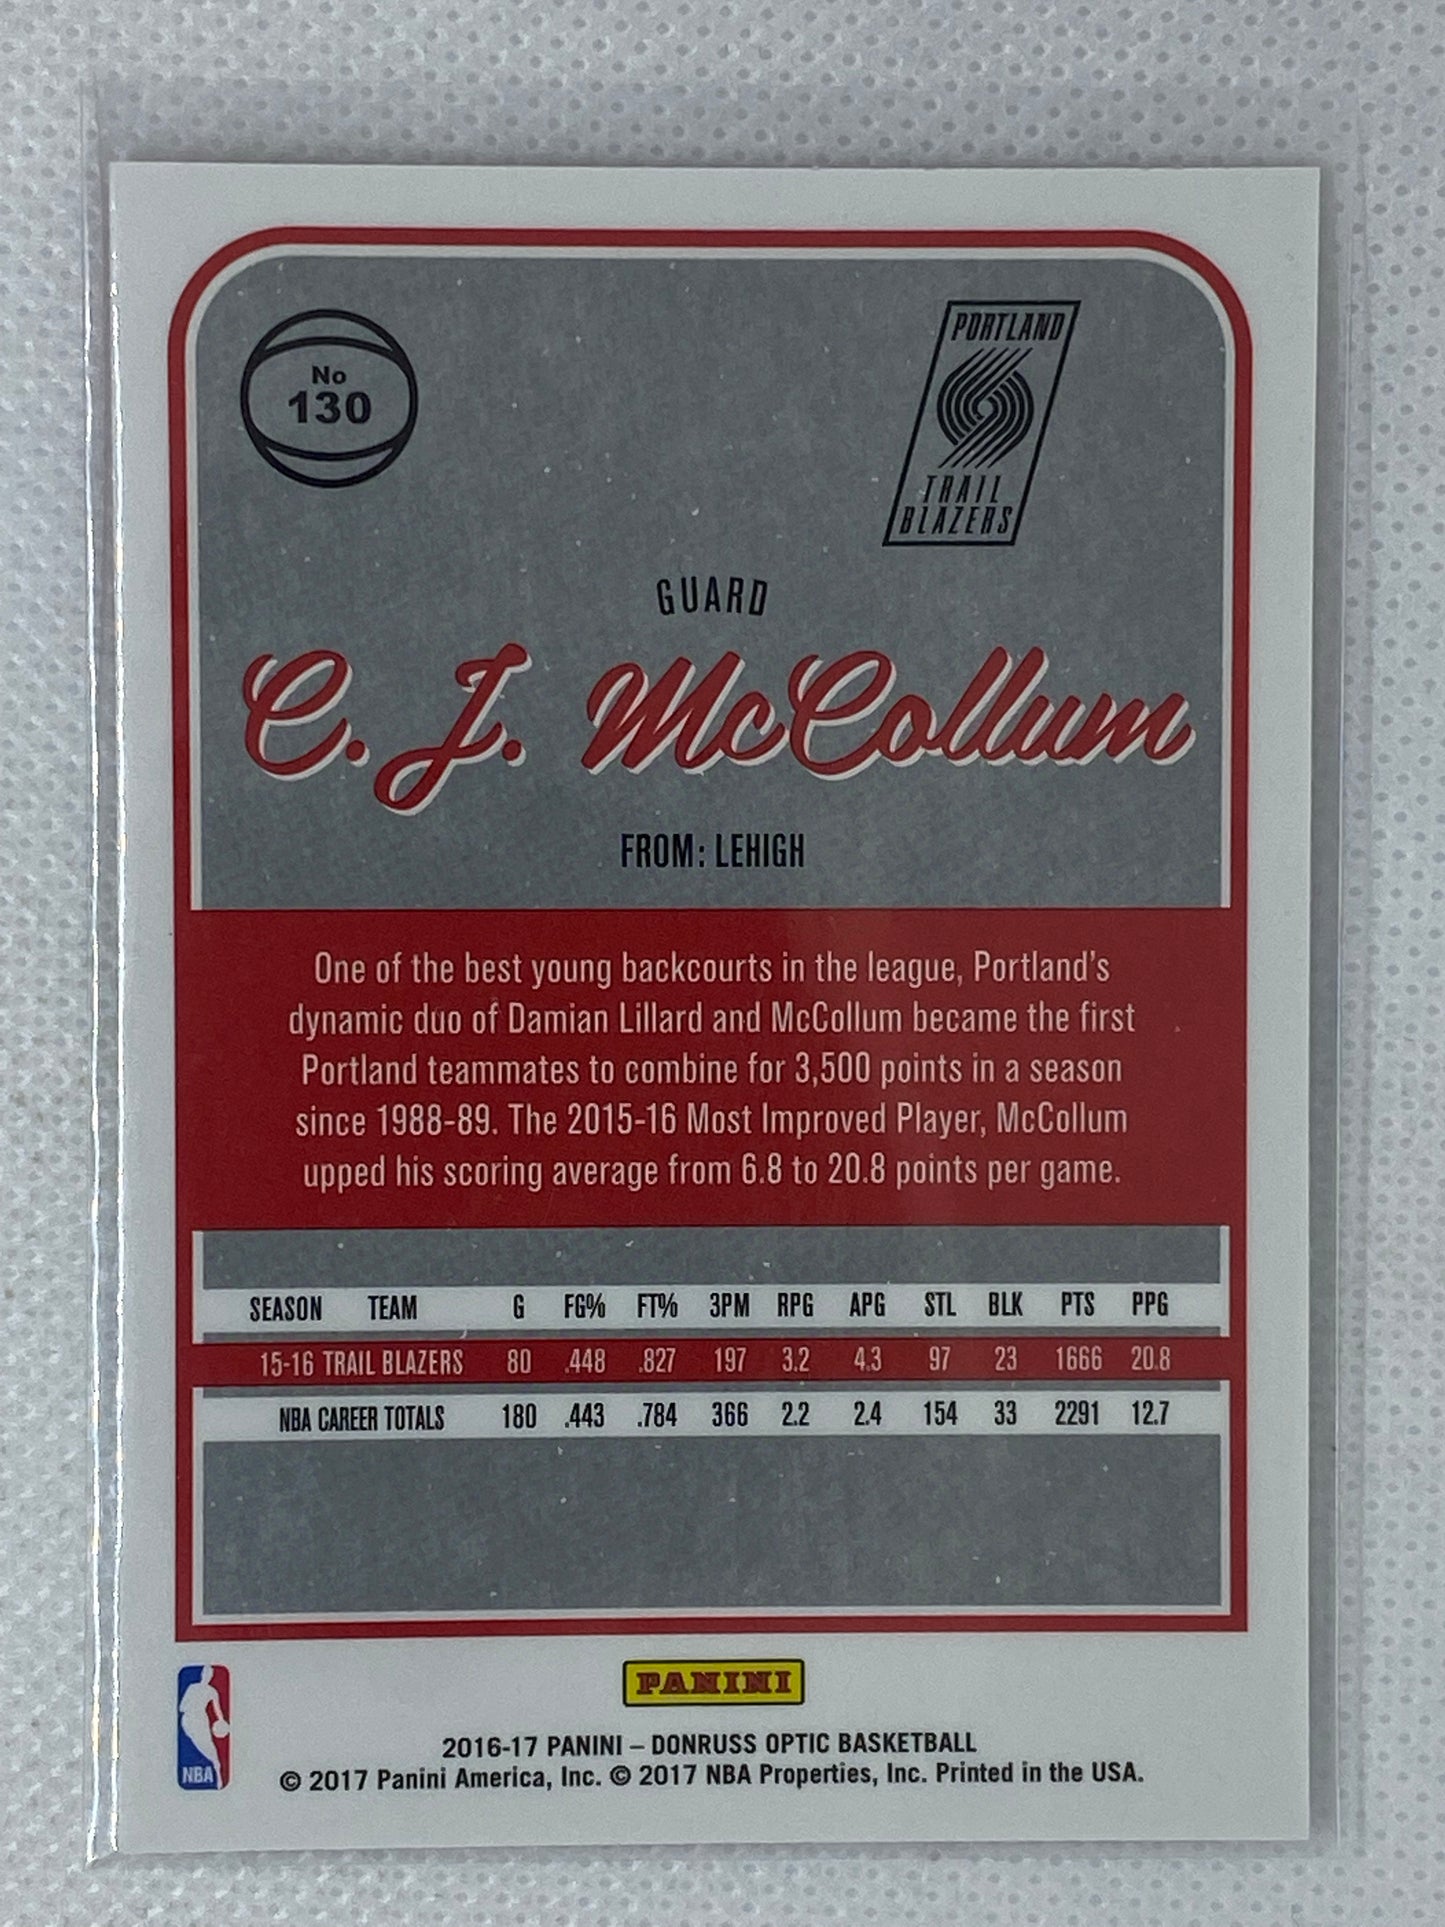 No
130
PORTLAND
TRAIL
BLAZERS
GUARD
C. J. McCollum
FROM: LEHIGH
One of the best young backcourts in the league, Portland's
dynamic duo of Damian Lillard and McCollum became the first
Portland teammates to combine for 3,500 points in a season
since 1988-89. The 2015-16 Most Improved Player, McCollum
upped his scoring average from 6.8 to 20.8 points per game.
SEASON TEAM G FG% FT% 3PM RPG APG STL BLK PTS PPG
15-16 TRAIL BLAZERS 80 .448 .827 197 3.2 4.3 97 23 1666 20.8
NBA CAREER TOTALS 180 .443 .784 366 2.2 2.4 154 33 2291 12.7
PANINI
NBA
2016-17 PANINI – DONRUSS OPTIC BASKETBALL
© 2017 Panini America, Inc. © 2017 NBA Properties, Inc. Printed in the USA.